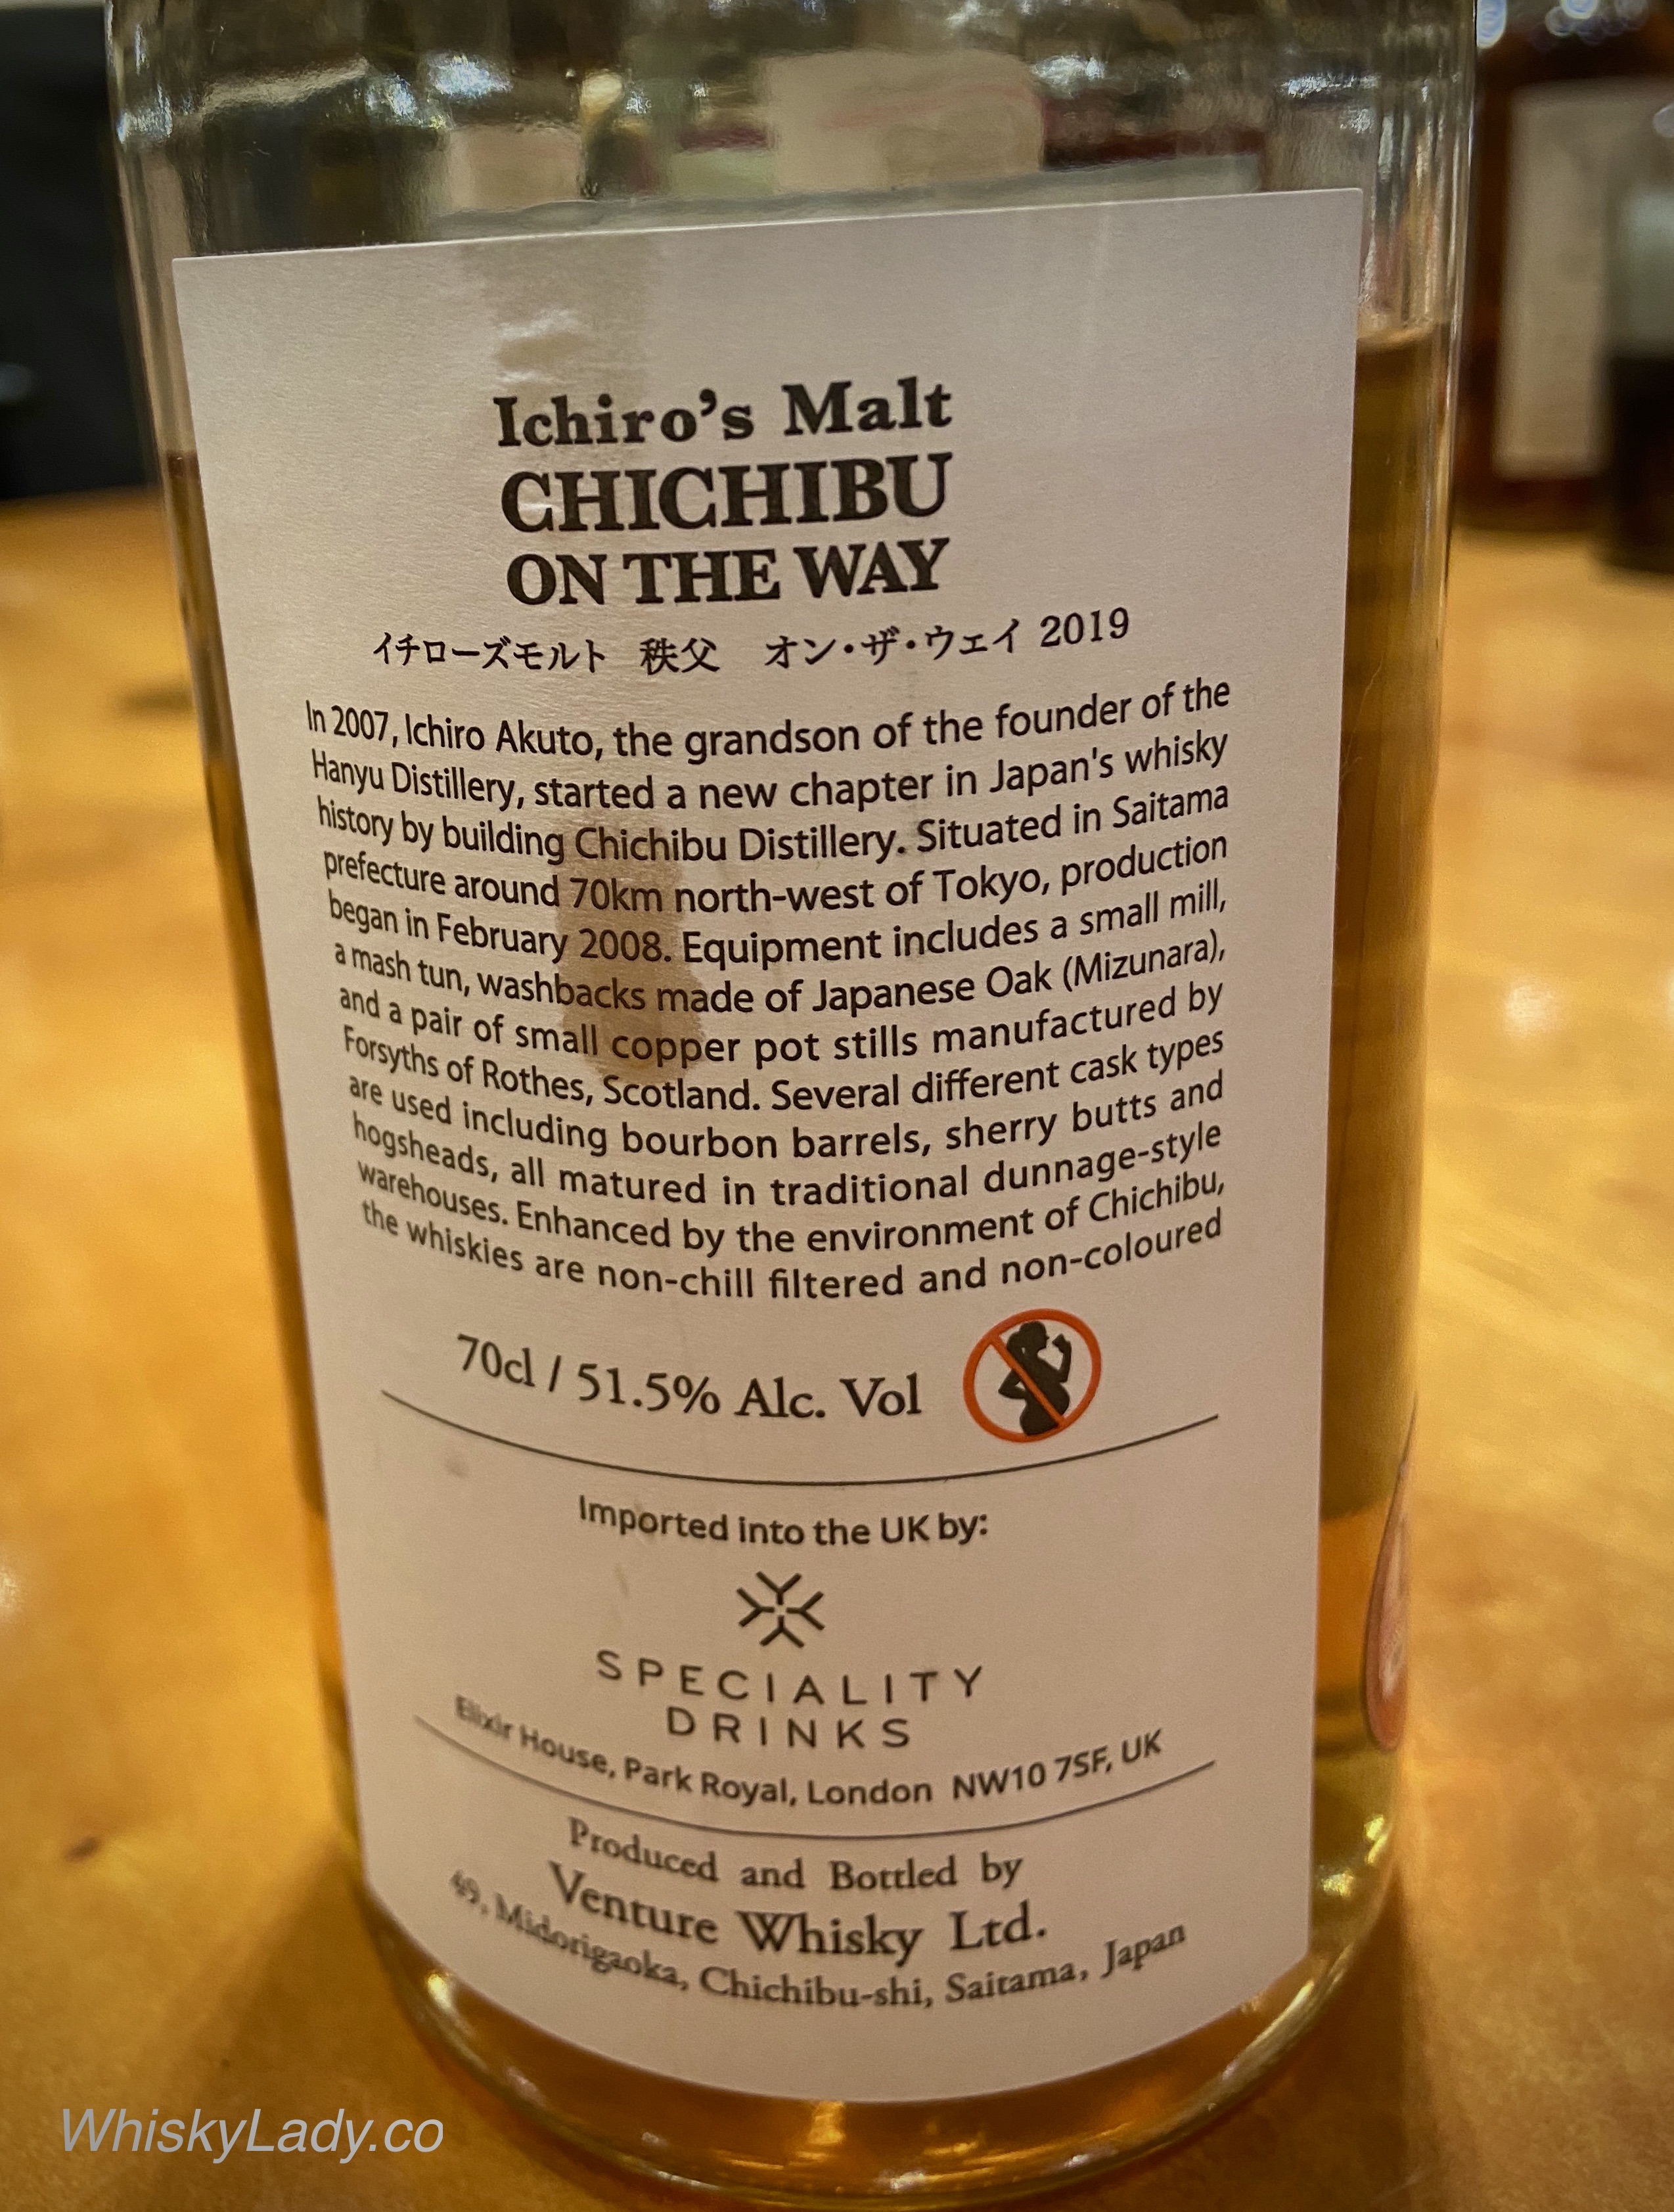 Ichiro's Malt
CHICHIBU
ON THE WAY
イチローズモルト 秩父 オン・ザ・ウェイ 2019
In 2007, Ichiro Akuto, the grandson of the founder of the
Hanyu Distillery, started a new chapter in Japan's whisky
history by building Chichibu Distillery. Situated in Saitama
prefecture around 70km north-west of Tokyo, production
began in February 2008. Equipment includes a small mill,
a mash tun, washbacks made of Japanese Oak (Mizunara),
and a pair of small copper pot stills manufactured by
Forsyths of Rothes, Scotland. Several different cask types
are used including bourbon barrels, sherry butts and
hogsheads, all matured in traditional dunnage-style
warehouses. Enhanced by the environment of Chichibu,
the whiskies are non-chill filtered and non-coloured
70cl / 51.5% Alc. Vol
Imported into the UK by:
SPECIALITY
DRINKS
Elixir House, Park Royal, London NW10 7SF, UK
Produced and Bottled by
Venture Whisky Ltd.
49, Midorigaoka, Chichibu-shi, Saitama, Japan
WhiskyLady.co